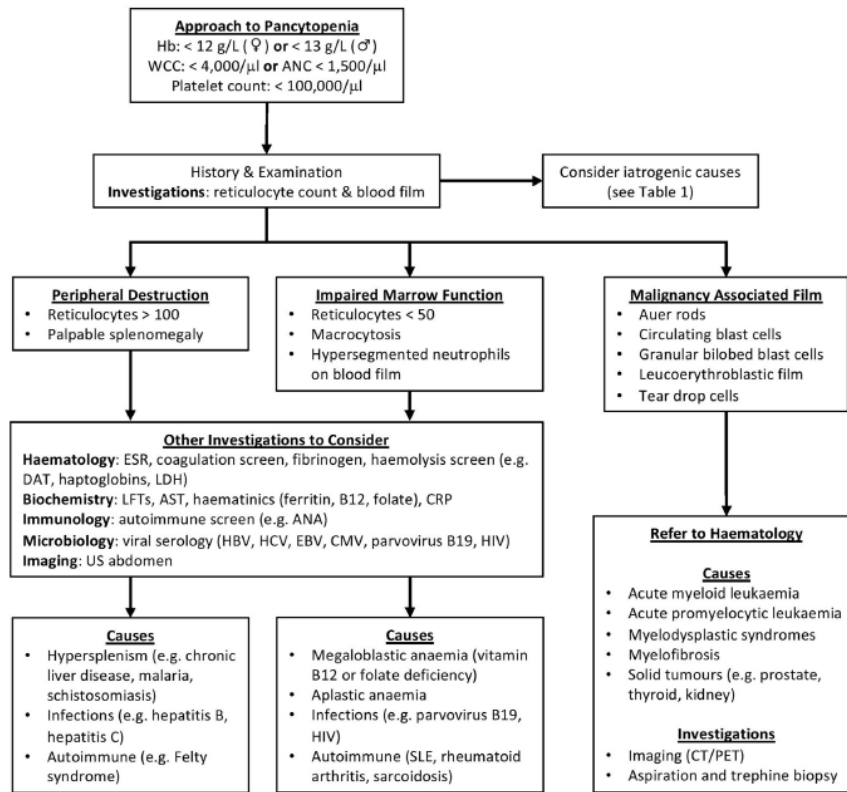 Approach to Pancytopenia
Hb: < 12 g/L (♀) or < 13 g/L (♂)
WCC: < 4,000/μl or ANC < 1,500/μl
Platelet count: < 100,000/μl
History & Examination
Investigations: reticulocyte count & blood film
Consider iatrogenic causes
(see Table 1)
Peripheral Destruction
• Reticulocytes > 100
• Palpable splenomegaly
Impaired Marrow Function
• Reticulocytes < 50
• Macrocytosis
• Hypersegmented neutrophils
on blood film
Malignancy Associated Film
• Auer rods
• Circulating blast cells
• Granular bilobed blast cells
• Leucoerythroblastic film
• Tear drop cells
Other Investigations to Consider
Haematology: ESR, coagulation screen, fibrinogen, haemolysis screen (e.g.
DAT, haptoglobins, LDH)
Biochemistry: LFTs, AST, haematinics (ferritin, B12, folate), CRP
Immunology: autoimmune screen (e.g. ANA)
Microbiology: viral serology (HBV, HCV, EBV, CMV, parvovirus B19, HIV)
Imaging: US abdomen
Causes
• Hypersplenism (e.g. chronic
liver disease, malaria,
schistosomiasis)
• Infections (e.g. hepatitis B,
hepatitis C)
• Autoimmune (e.g. Felty
syndrome)
Causes
• Megaloblastic anaemia (vitamin
B12 or folate deficiency)
• Aplastic anaemia
• Infections (e.g. parvovirus B19,
HIV)
• Autoimmune (SLE, rheumatoid
arthritis, sarcoidosis)
Refer to Haematology
Causes
• Acute myeloid leukaemia
• Acute promyelocytic leukaemia
• Myelodysplastic syndromes
• Myelofibrosis
• Solid tumours (e.g. prostate,
thyroid, kidney)
Investigations
• Imaging (CT/PET)
• Aspiration and trephine biopsy